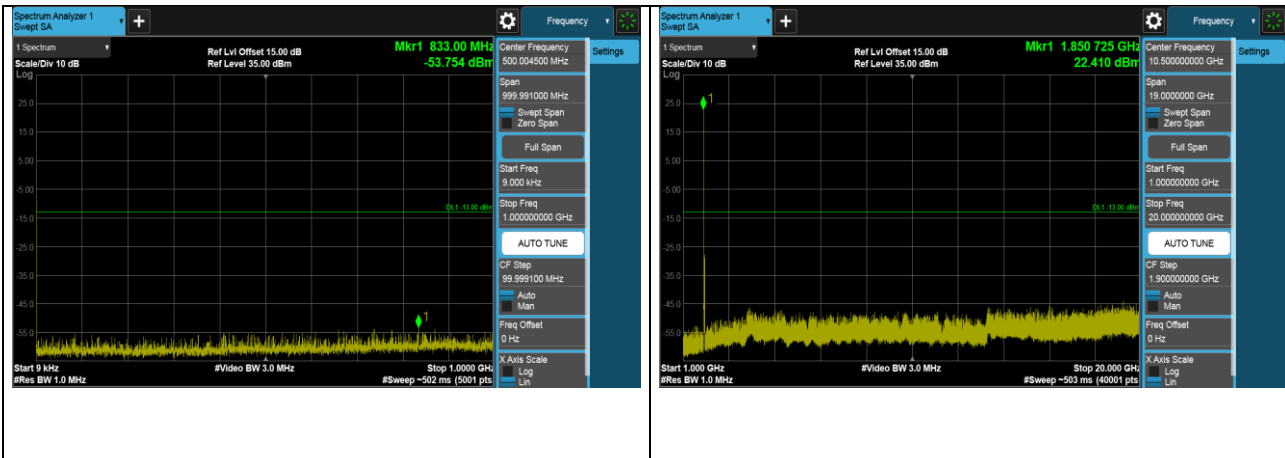 Spectrum Analyzer 1
Swept SA
+
Frequency
1 Spectrum
Scale/Div 10 dB
Log
Ref Lvl Offset 15.00 dB
Ref Level 35.00 dBm
Mkr1 833.00 MHz
-53.754 dBm
25.0
15.0
5.00
-5.00
-15.0
-25.0
-35.0
-45.0
-55.0
DL1 -13.00 dBm
1
Start 9 kHz
#Res BW 1.0 MHz
#Video BW 3.0 MHz
Stop 1.0000 GHz
#Sweep ~502 ms (5001 pts)
Center Frequency
500.004500 MHz
Settings
Span
999.991000 MHz
Swept Span
Zero Span
Full Span
Start Freq
9.000 kHz
Stop Freq
1.000000000 GHz
AUTO TUNE
CF Step
99.999100 MHz
Auto
Man
Freq Offset
0 Hz
X Axis Scale
Log
Lin
Spectrum Analyzer 1
Swept SA
+
Frequency
1 Spectrum
Scale/Div 10 dB
Log
Ref Lvl Offset 15.00 dB
Ref Level 35.00 dBm
Mkr1 1.850 725 GHz
22.410 dBm
25.0
15.0
5.00
-5.00
-15.0
-25.0
-35.0
-45.0
-55.0
DL1 -13.00 dBm
1
Start 1.000 GHz
#Res BW 1.0 MHz
#Video BW 3.0 MHz
Stop 20.000 GHz
#Sweep ~503 ms (40001 pts)
Center Frequency
10.500000000 GHz
Settings
Span
19.0000000 GHz
Swept Span
Zero Span
Full Span
Start Freq
1.000000000 GHz
Stop Freq
20.000000000 GHz
AUTO TUNE
CF Step
1.900000000 GHz
Auto
Man
Freq Offset
0 Hz
X Axis Scale
Log
Lin